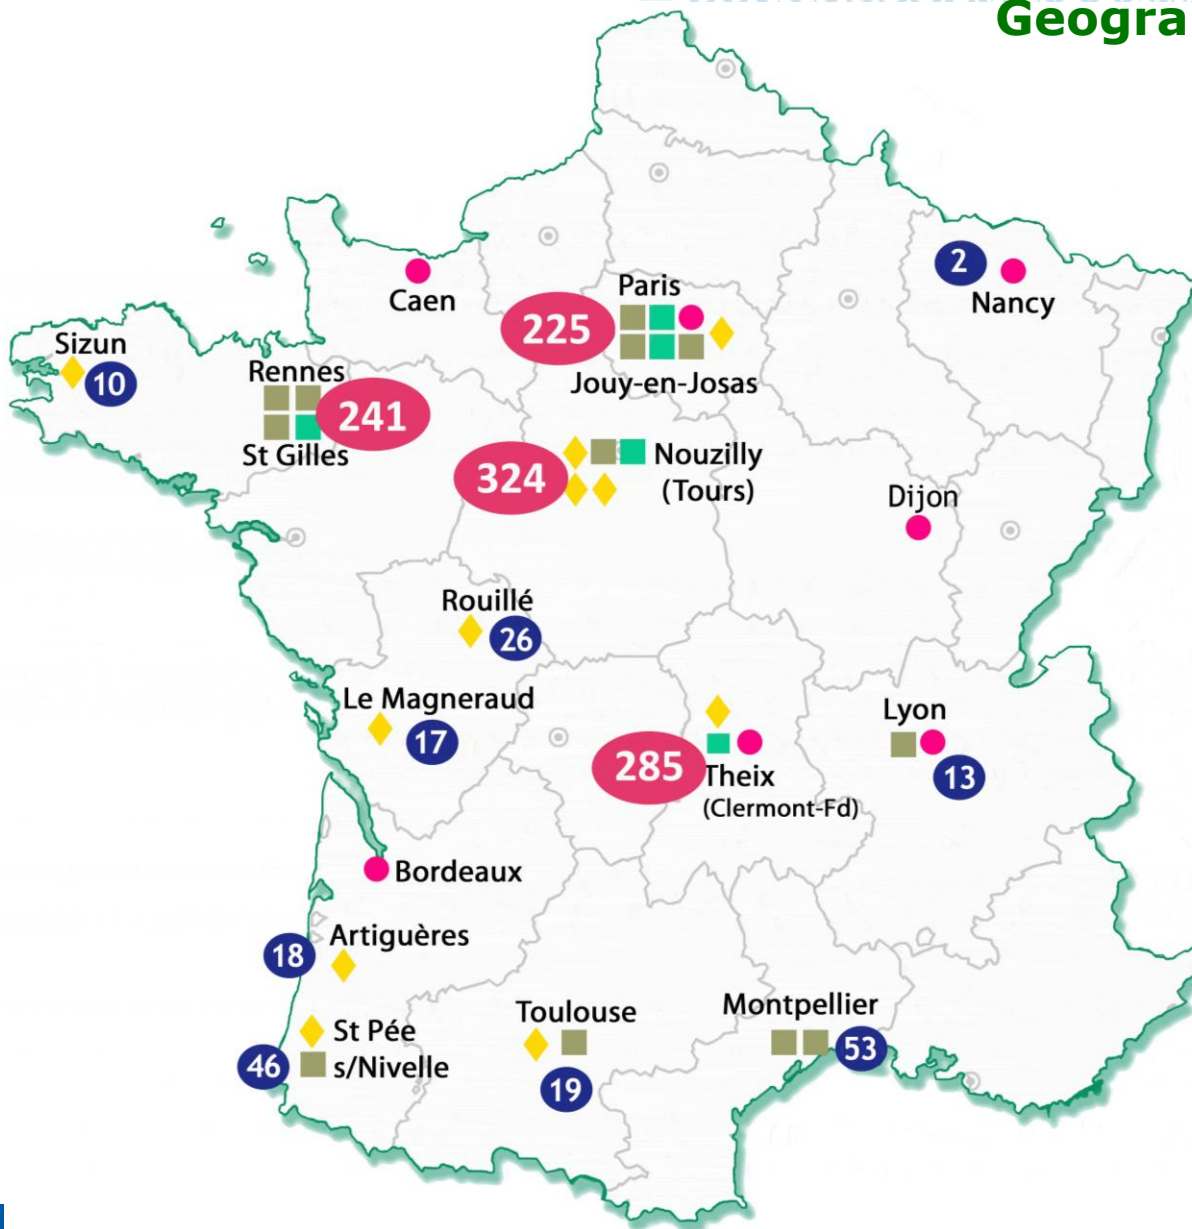 Geogra
2
Nancy
Caen
Paris
225
Jouy-en-Josas
Sizun
10
Rennes
241
St Gilles
324
Nouzilly
(Tours)
Dijon
Rouillé
26
Le Magneraud
17
285
Theix
(Clermont-Fd)
Lyon
13
Bordeaux
18
Artiguères
St Pée
s/Nivelle
46
Toulouse
19
Montpellier
53